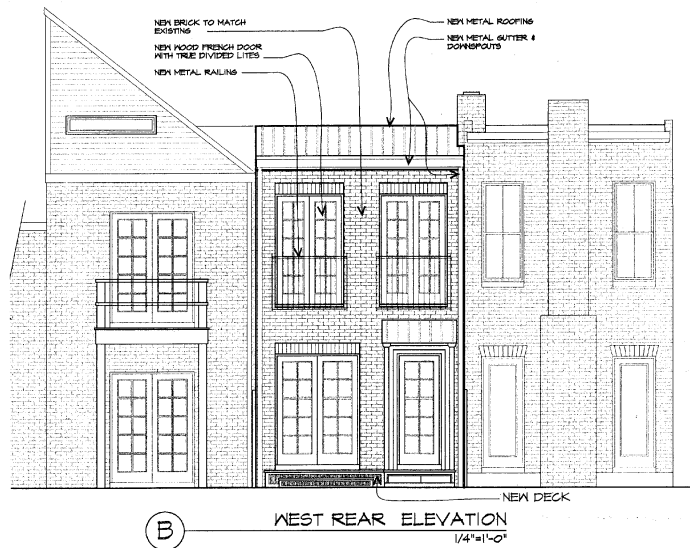 NEW BRICK TO MATCH
EXISTING
NEW WOOD FRENCH DOOR
WITH TRUE DIVIDED LITES
NEW METAL RAILING
NEW METAL ROOFING
NEW METAL GUTTER &
DOWNSPOUTS
NEW DECK
B
WEST REAR ELEVATION
1/4"=1'-0"